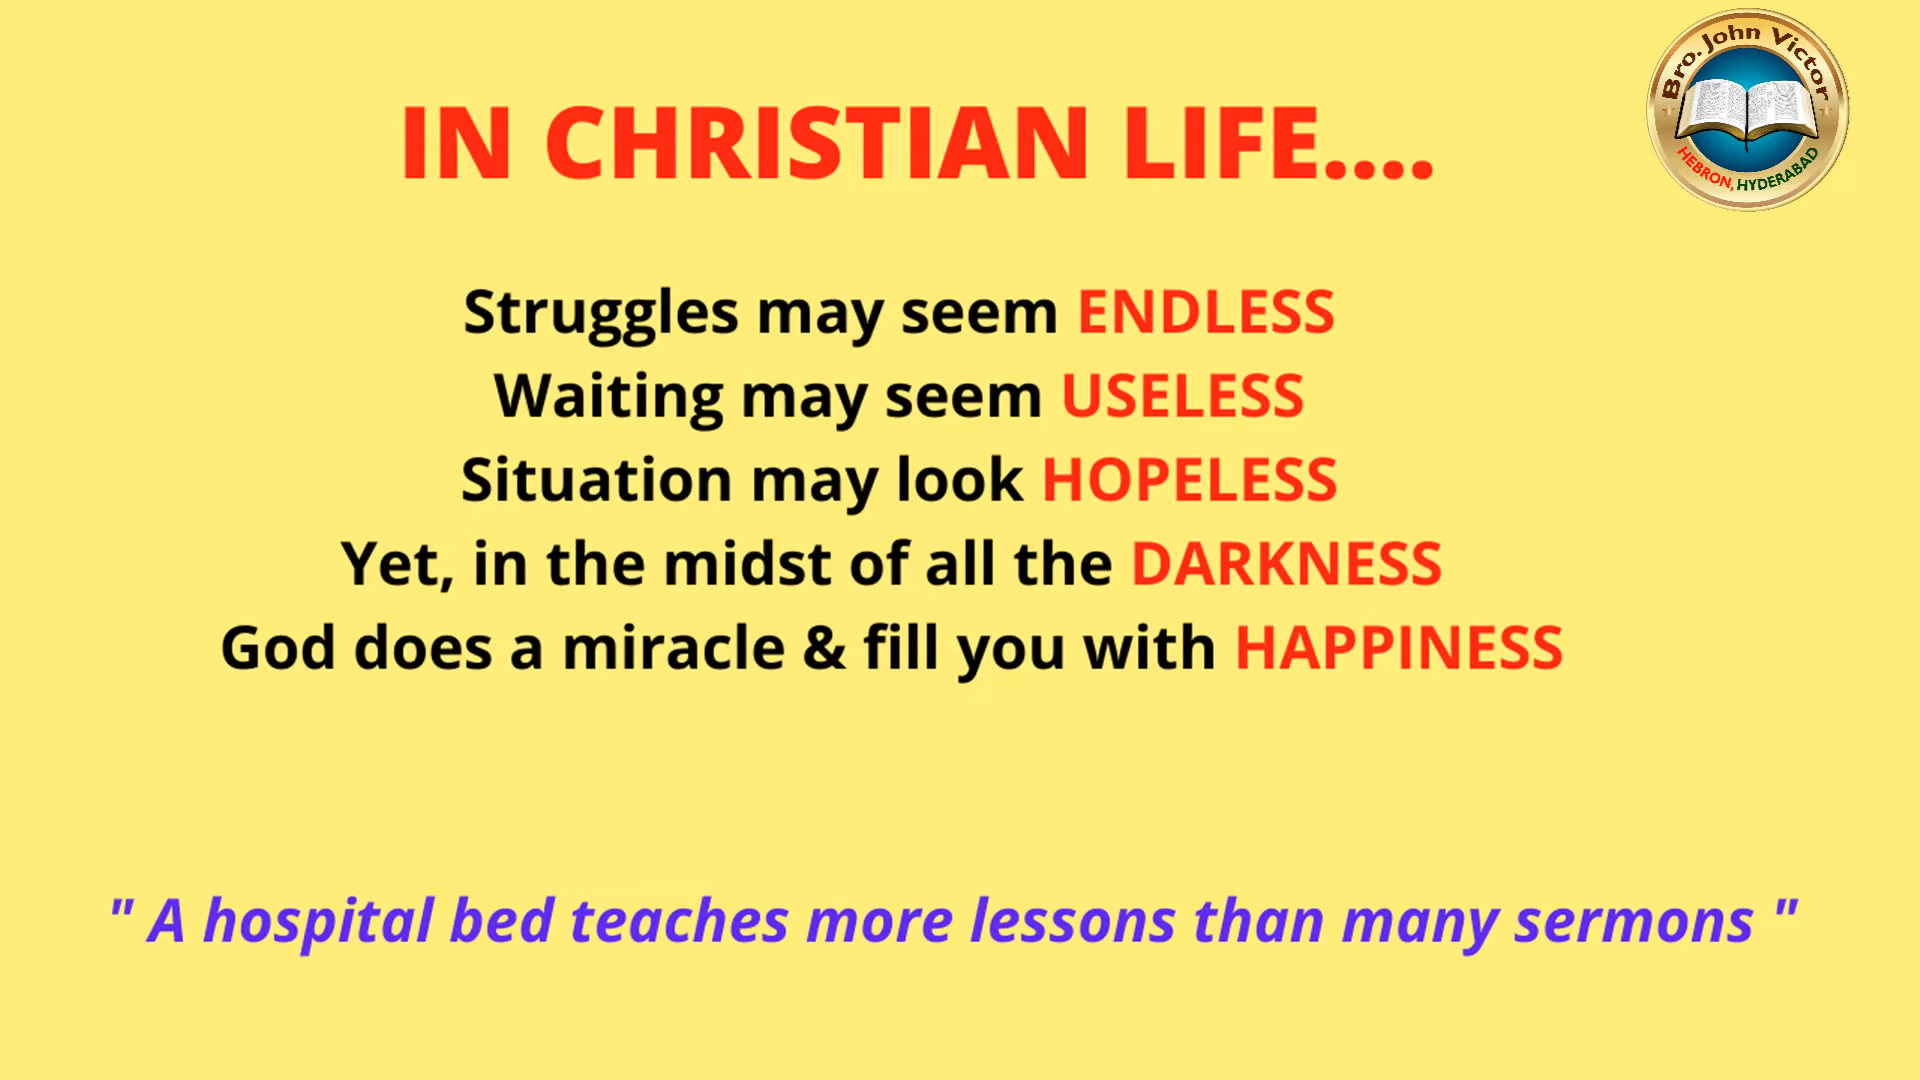 Bro. John Victor
HEBRON, HYDERABAD
IN CHRISTIAN LIFE....
Struggles may seem ENDLESS
Waiting may seem USELESS
Situation may look HOPELESS
Yet, in the midst of all the DARKNESS
God does a miracle & fill you with HAPPINESS
" A hospital bed teaches more lessons than many sermons "